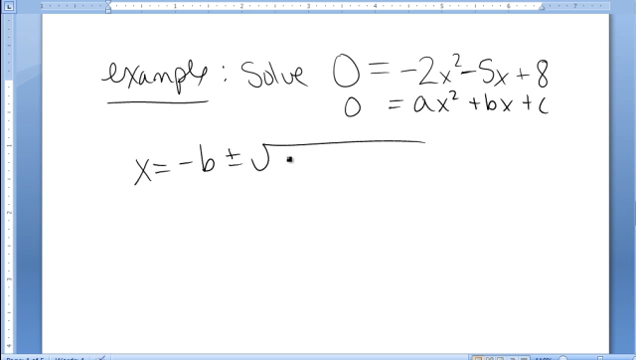 example: Solve 0 = -2x² - 5x + 8
0 = ax² + bx + c
x = -b ± √